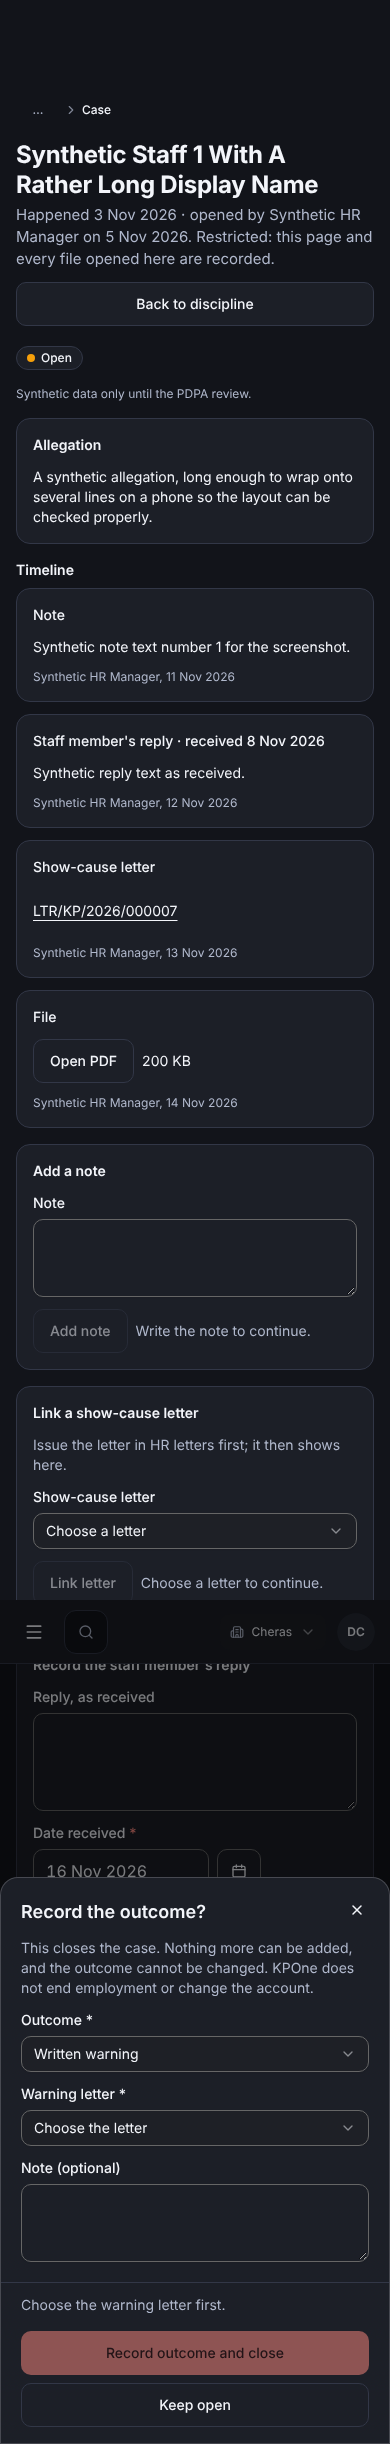 ...
Case
Synthetic Staff 1 With A
Rather Long Display Name
Happened 3 Nov 2026 · opened by Synthetic HR
Manager on 5 Nov 2026. Restricted: this page and
every file opened here are recorded.
Back to discipline
Open
Synthetic data only until the PDPA review.
Allegation
A synthetic allegation, long enough to wrap onto
several lines on a phone so the layout can be
checked properly.
Timeline
Note
Synthetic note text number 1 for the screenshot.
Synthetic HR Manager, 11 Nov 2026
Staff member's reply · received 8 Nov 2026
Synthetic reply text as received.
Synthetic HR Manager, 12 Nov 2026
Show-cause letter
LTR/KP/2026/000007
Synthetic HR Manager, 13 Nov 2026
File
Open PDF 200 KB
Synthetic HR Manager, 14 Nov 2026
Add a note
Note
Add note Write the note to continue.
Link a show-cause letter
Issue the letter in HR letters first; it then shows
here.
Show-cause letter
Choose a letter
Link letter Choose a letter to continue.
Cheras DC
Record the staff member's reply
Reply, as received
Date received *
16 Nov 2026
Record the outcome?
This closes the case. Nothing more can be added,
and the outcome cannot be changed. KPOne does
not end employment or change the account.
Outcome *
Written warning
Warning letter *
Choose the letter
Note (optional)
Choose the warning letter first.
Record outcome and close
Keep open